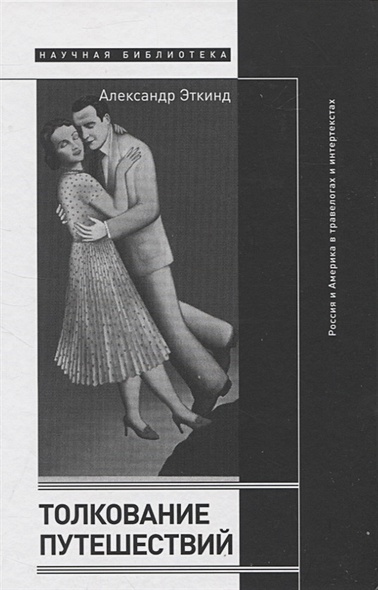 НАУЧНАЯ БИБЛИОТЕКА
Александр Эткинд
Россия и Америка в травелогах и интертекстах
ТОЛКОВАНИЕ
ПУТЕШЕСТВИЙ